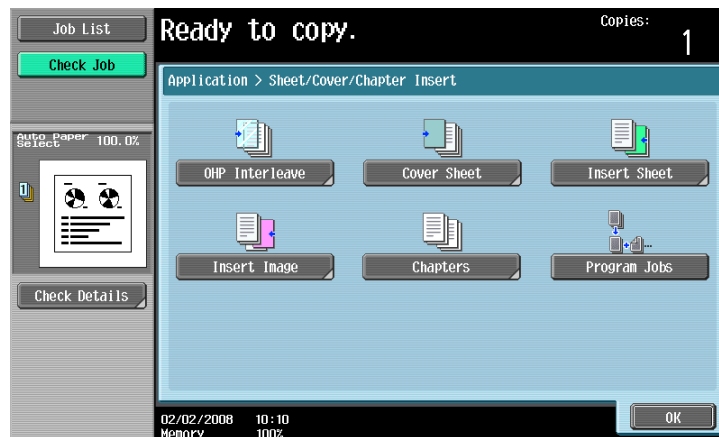 Job List
Check Job
Ready to copy.
Copies:
1
Application > Sheet/Cover/Chapter Insert
Auto Paper
Select
100.0%
1
OHP Interleave
Cover Sheet
Insert Sheet
Insert Image
Chapters
Program Jobs
Check Details
02/02/2008 10:10
Memory 100%
OK